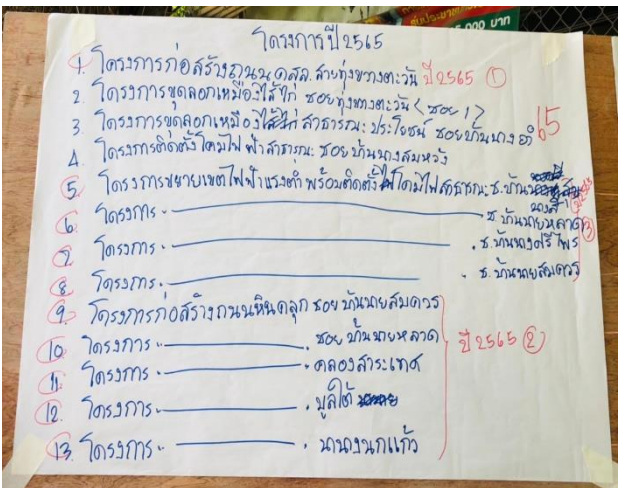 5,000 บาท
โครงการปี 2565
1. โครงการก่อสร้างถนน คสล. สายทุ่งขวางตะวัน ปี 2565 ①
2. โครงการขุดลอกเหมืองไส้ไก่ ซอยทุ่งขวางตะวัน (ซอย 1)
3. โครงการขุดลอกเหมืองไส้ไก่ สาธารณะประโยชน์ ซอยบ้านนาง 65
4. โครงการติดตั้งโคมไฟฟ้าสาธารณะ ซอยบ้านนางสมหวัง
5. โครงการขยายเขตไฟฟ้าแรงต่ำ พร้อมติดตั้งโคมไฟสาธารณะ ซ.บ้าน
6. โครงการ ซ.บ้านนายหลาด ③
7. โครงการ ซ.บ้านนางศรีไพร
8. โครงการ ซ.บ้านนายสมควร
9. โครงการก่อสร้างถนนหินคลุก ซอยบ้านนายสมควร
10. โครงการ ซอยบ้านนายหลาด ปี 2565 ②
11. โครงการ คลองสาระเทศ
12. โครงการ มูลใต้
13. โครงการ นานางนกแก้ว